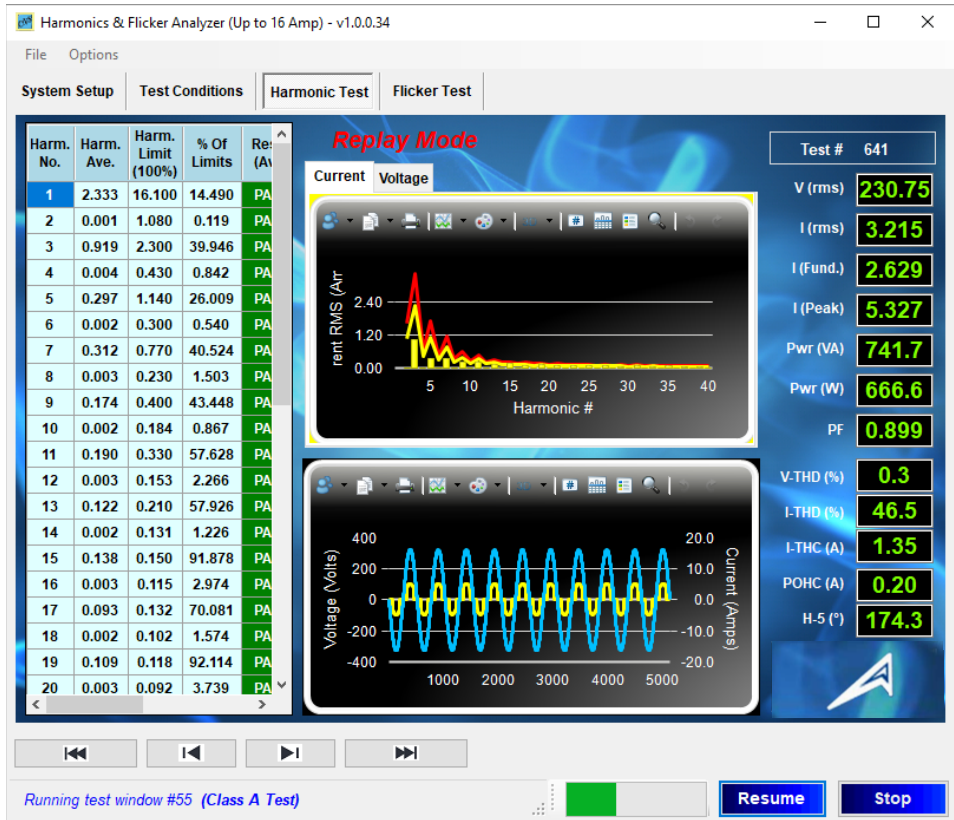 Harmonics & Flicker Analyzer (Up to 16 Amp) - v1.0.0.34
File Options
System Setup Test Conditions Harmonic Test Flicker Test
Harm. No. Harm. Ave. Harm. Limit (100%) % Of Limits Res (Av
1 2.333 16.100 14.490 PA
2 0.001 1.080 0.119 PA
3 0.919 2.300 39.946 PA
4 0.004 0.430 0.842 PA
5 0.297 1.140 26.009 PA
6 0.002 0.300 0.540 PA
7 0.312 0.770 40.524 PA
8 0.003 0.230 1.503 PA
9 0.174 0.400 43.448 PA
10 0.002 0.184 0.867 PA
11 0.190 0.330 57.628 PA
12 0.003 0.153 2.266 PA
13 0.122 0.210 57.926 PA
14 0.002 0.131 1.226 PA
15 0.138 0.150 91.878 PA
16 0.003 0.115 2.974 PA
17 0.093 0.132 70.081 PA
18 0.002 0.102 1.574 PA
19 0.109 0.118 92.114 PA
20 0.003 0.092 3.739 PA
Replay Mode
Current Voltage
rent RMS (Arr
2.40
1.20
0.00
5 10 15 20 25 30 35 40
Harmonic #
Voltage (Volts)
400
200
0
-200
-400
20.0
10.0
0.0
-10.0
-20.0
Current (Amps)
1000 2000 3000 4000 5000
Test # 641
V (rms) 230.75
I (rms) 3.215
I (Fund.) 2.629
I (Peak) 5.327
Pwr (VA) 741.7
Pwr (W) 666.6
PF 0.899
V-THD (%) 0.3
I-THD (%) 46.5
I-THC (A) 1.35
POHC (A) 0.20
H-5 (°) 174.3
Running test window #55 (Class A Test)
Resume Stop